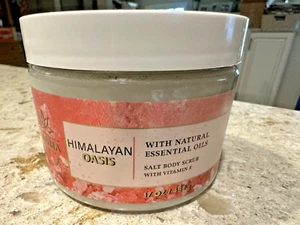 HIMALAYAN
OASIS
WITH NATURAL
ESSENTIAL OILS
SALT BODY SCRUB
WITH VITAMIN E